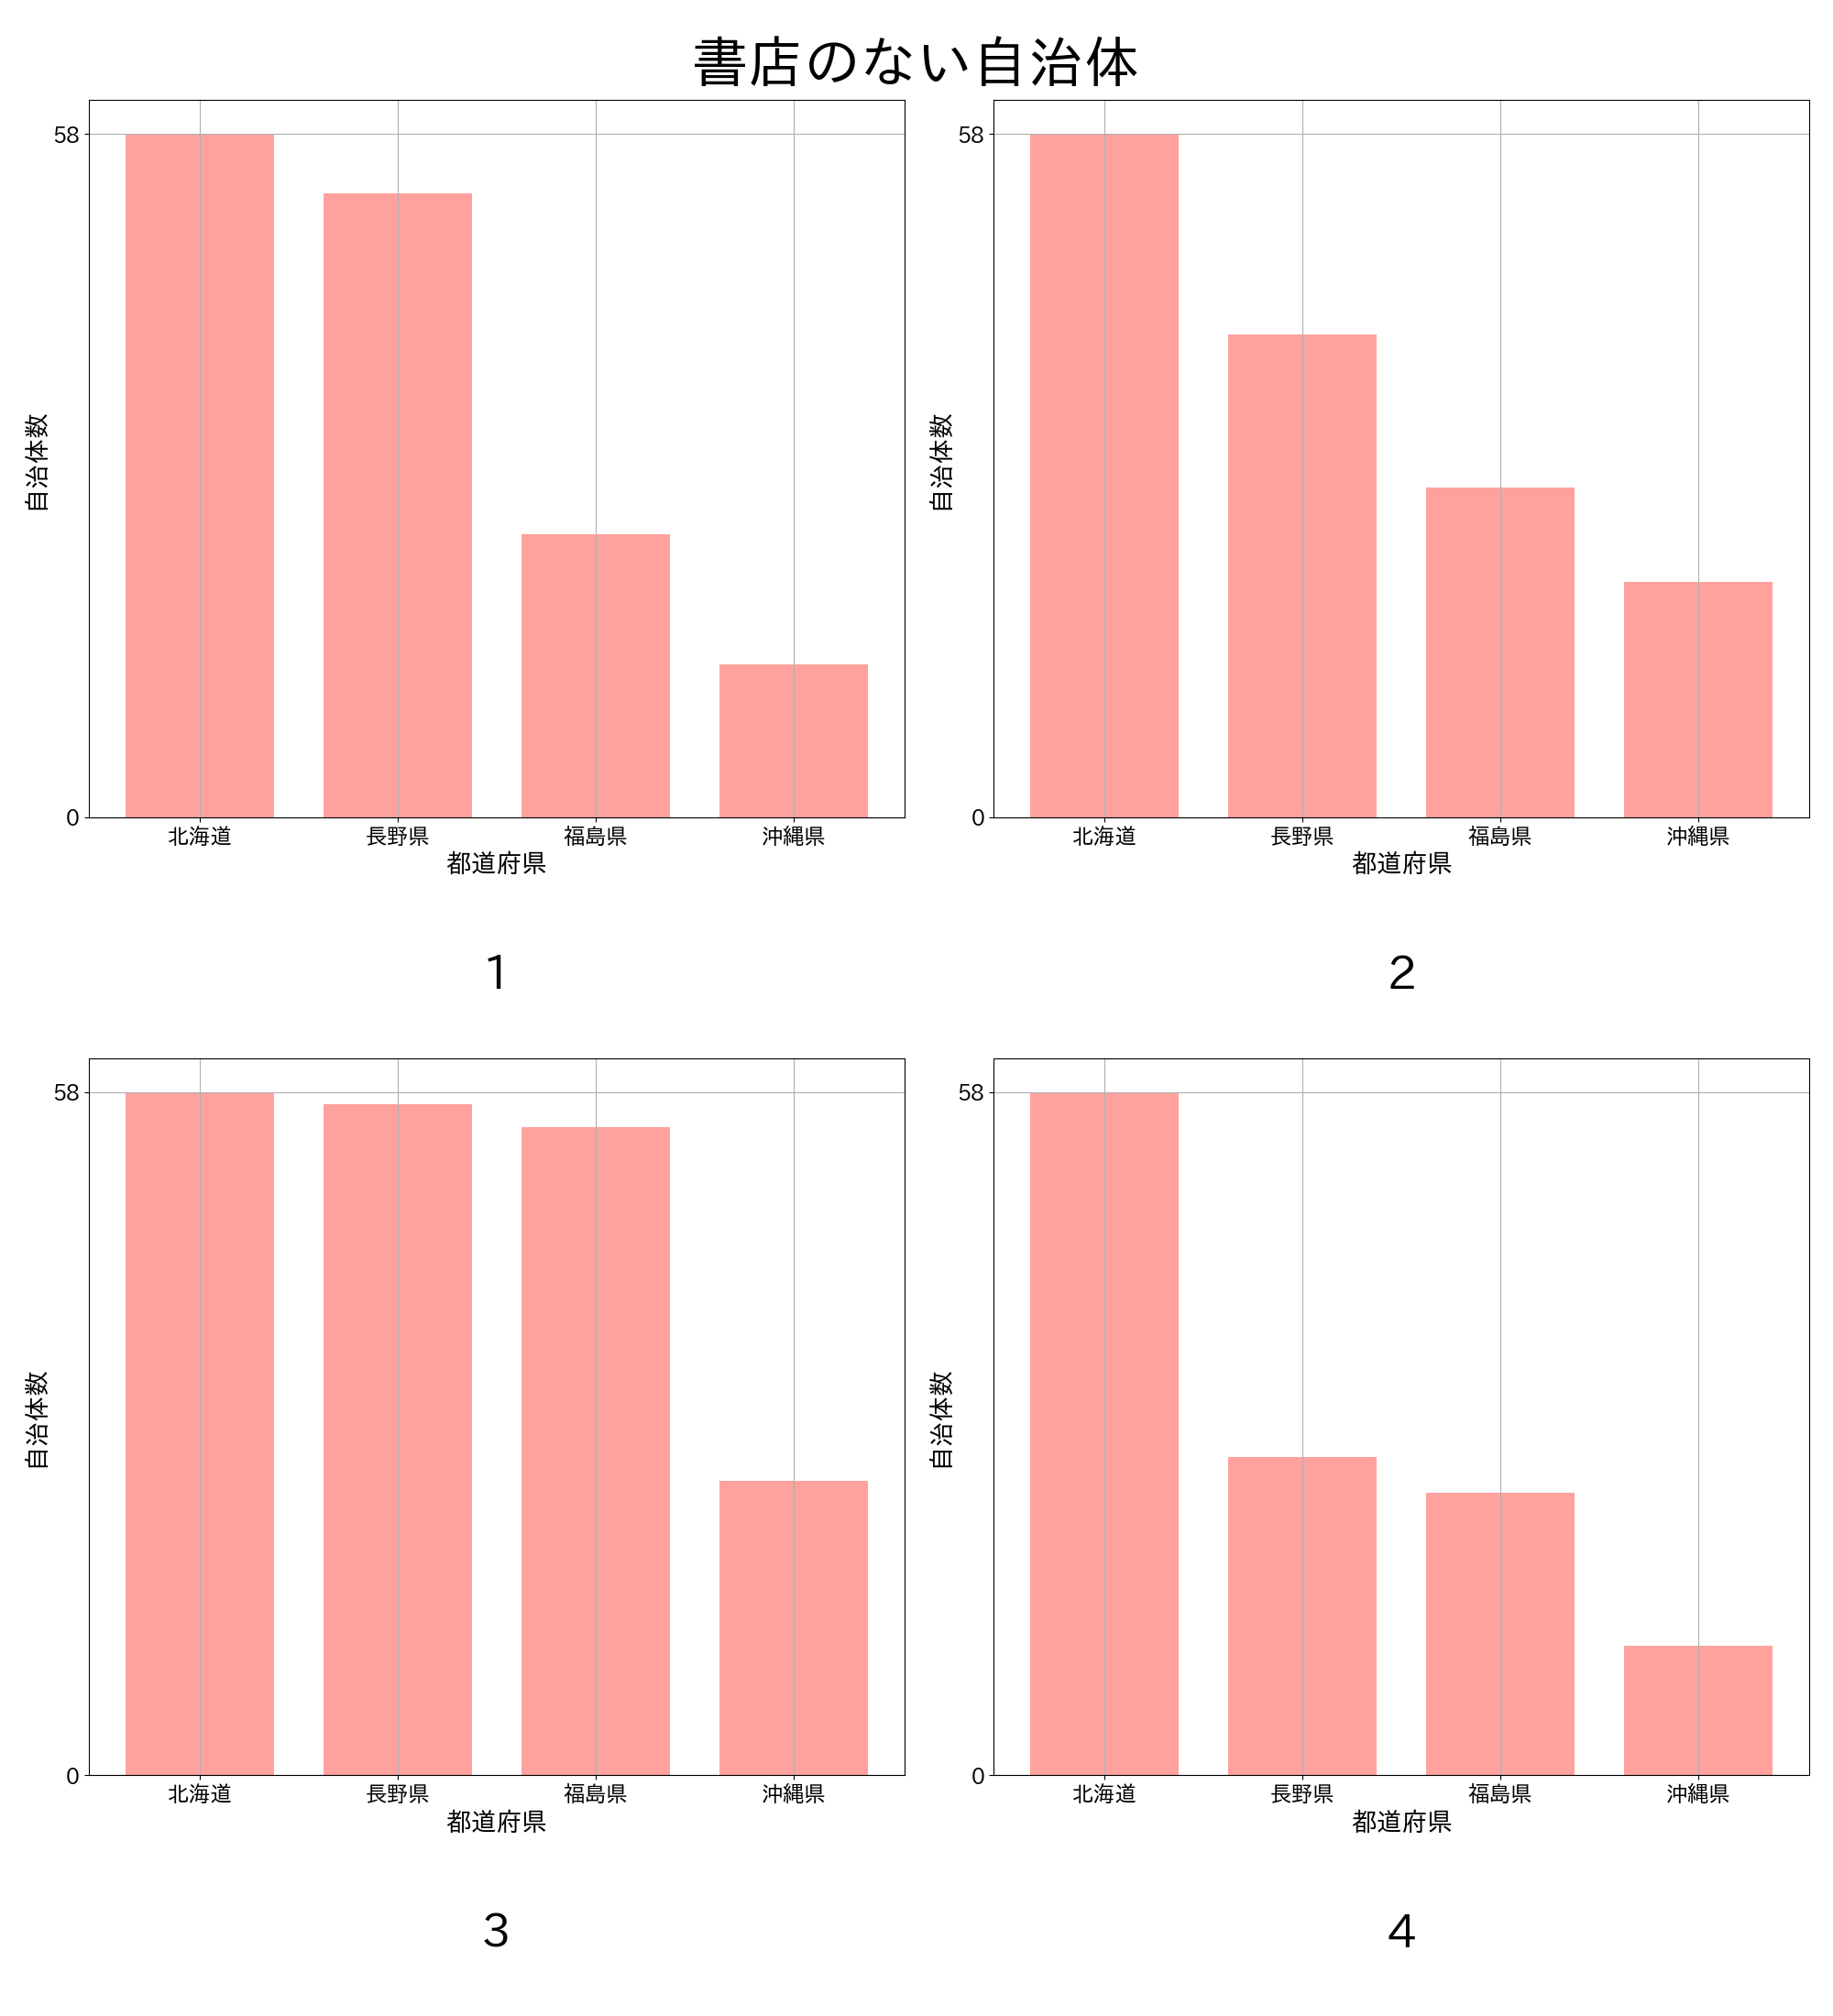 書店のない自治体
58
0
自治体数
北海道 長野県 福島県 沖縄県
都道府県
1
58
0
自治体数
北海道 長野県 福島県 沖縄県
都道府県
2
58
0
自治体数
北海道 長野県 福島県 沖縄県
都道府県
3
58
0
自治体数
北海道 長野県 福島県 沖縄県
都道府県
4